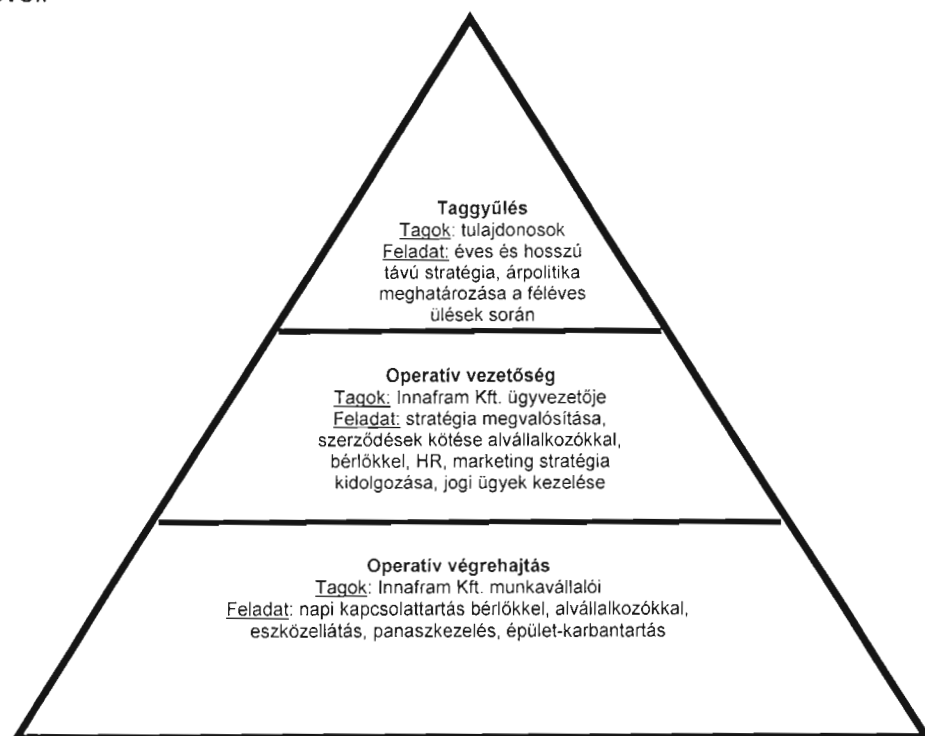 Taggyűlés
Tagok: tulajdonosok
Feladat: éves és hosszú
távú stratégia, árpolitika
meghatározása a féléves
ülések során
Operatív vezetőség
Tagok: Innafram Kft. ügyvezetője
Feladat: stratégia megvalósítása,
szerződések kötése alvállalkozókkal,
bérlőkkel, HR, marketing stratégia
kidolgozása, jogi ügyek kezelése
Operatív végrehajtás
Tagok: Innafram Kft. munkavállalói
Feladat: napi kapcsolattartás bérlőkkel, alvállalkozókkal,
eszközellátás, panaszkezelés, épület-karbantartás